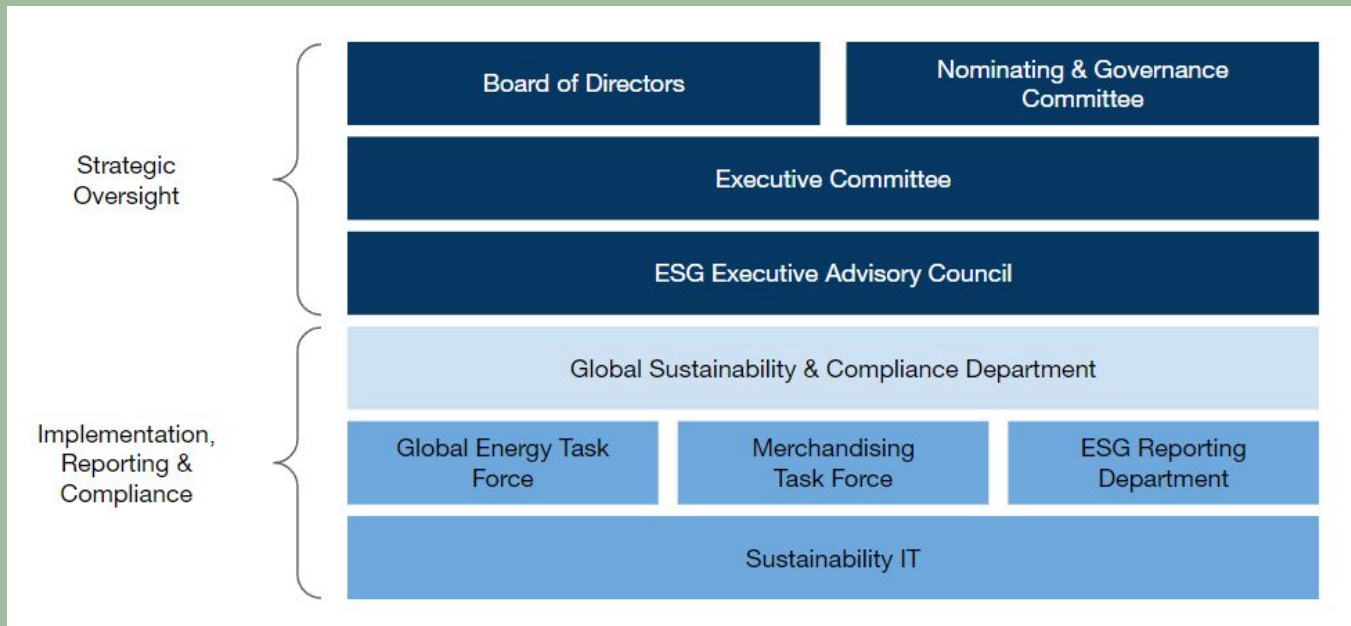 Strategic
Oversight
Board of Directors
Nominating & Governance
Committee
Executive Committee
ESG Executive Advisory Council
Implementation,
Reporting &
Compliance
Global Sustainability & Compliance Department
Global Energy Task
Force
Merchandising
Task Force
ESG Reporting
Department
Sustainability IT